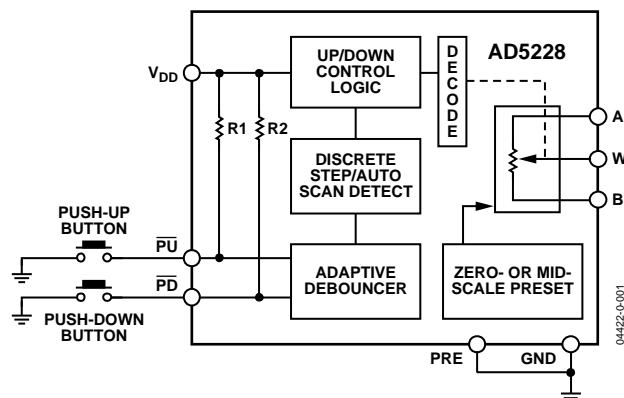 AD5228
UP/DOWN
CONTROL
LOGIC
D
E
C
O
D
E
VDD
R1
R2
A
W
B
DISCRETE
STEP/AUTO
SCAN DETECT
PUSH-UP
BUTTON
PU
PD
PUSH-DOWN
BUTTON
ADAPTIVE
DEBOUNCER
ZERO- OR MID-
SCALE PRESET
PRE
GND
04422-0-001